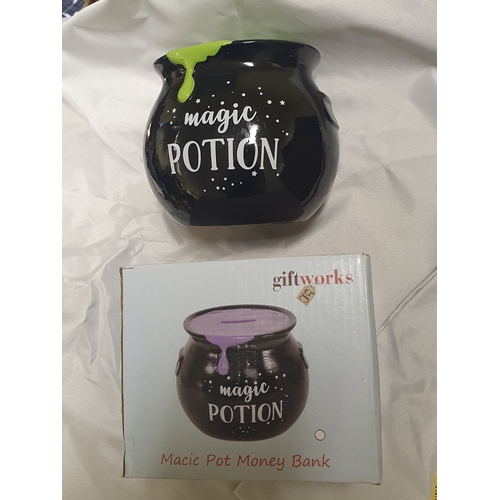 magic
POTION
giftworks
magic
POTION
Macic Pot Money Bank